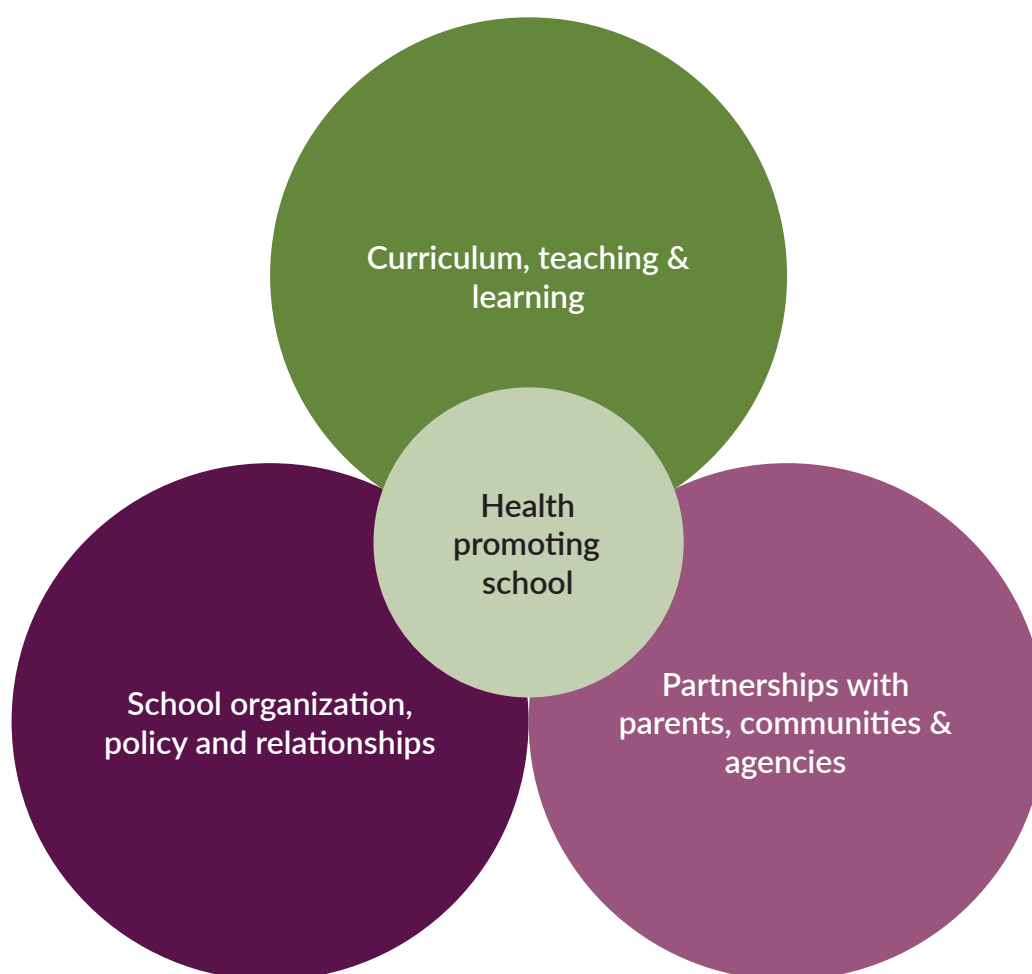 Curriculum, teaching &
learning
Health
promoting
school
School organization,
policy and relationships
Partnerships with
parents, communities &
agencies